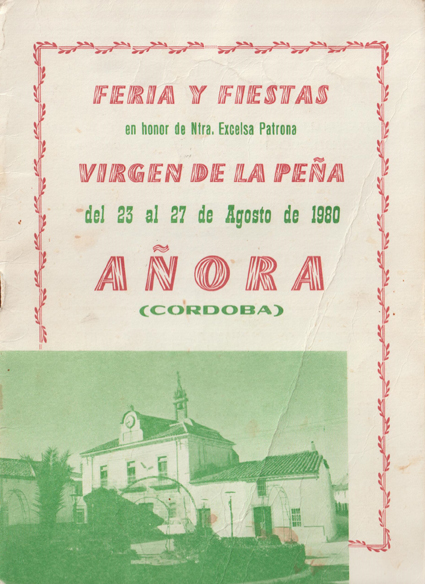 FERIA Y FIESTAS
en honor de Ntra. Excelsa Patrona
VIRGEN DE LA PEÑA
del 23 al 27 de Agosto de 1980
AÑORA
(CORDOBA)